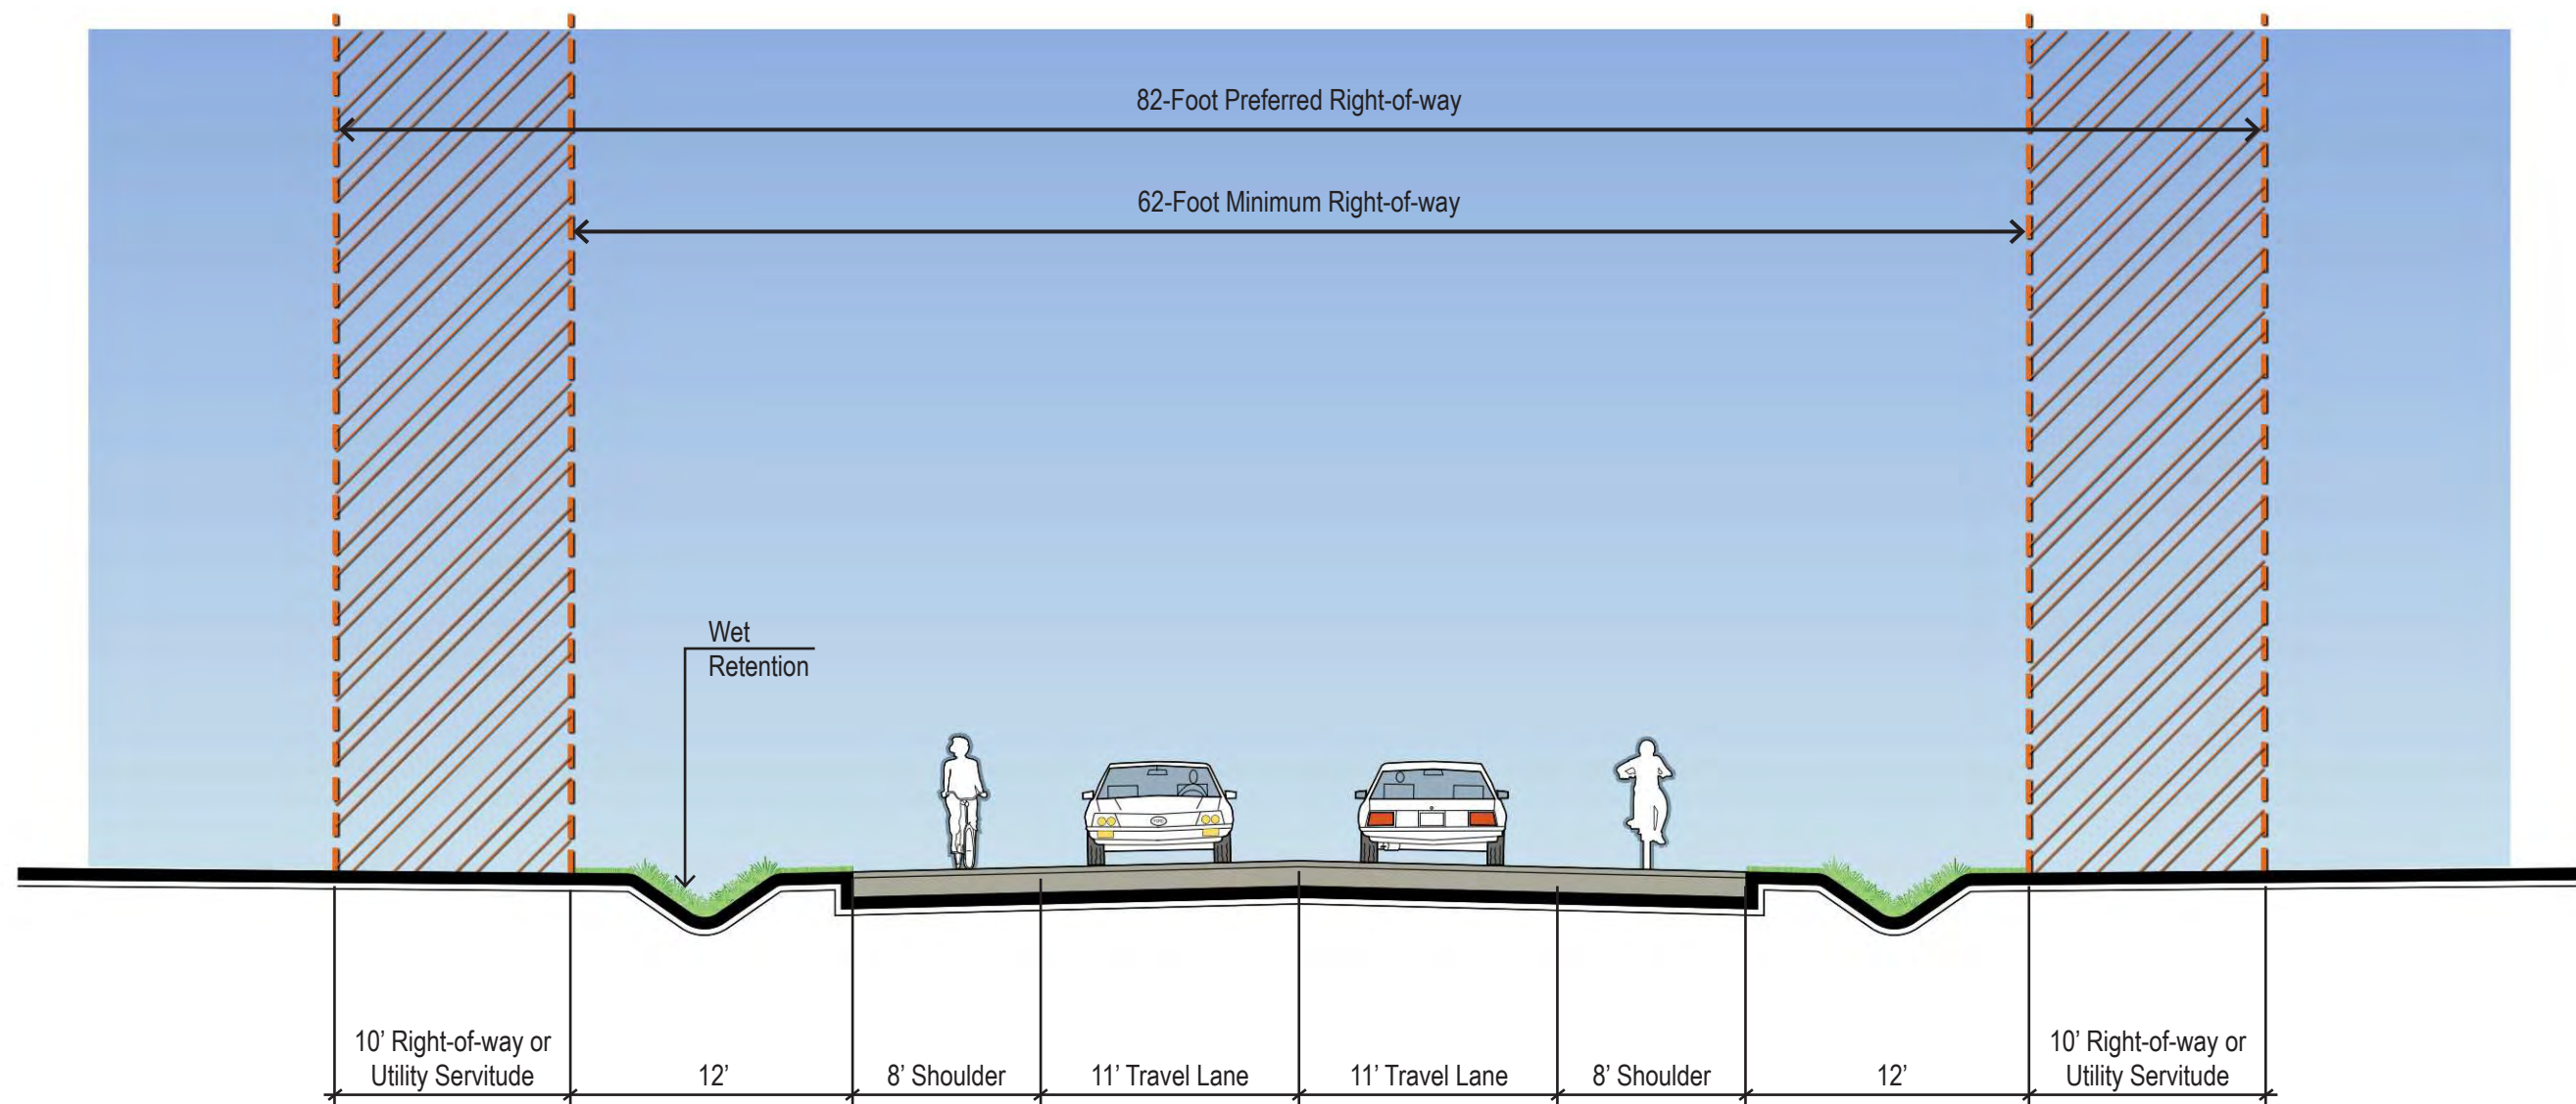 82-Foot Preferred Right-of-way
62-Foot Minimum Right-of-way
Wet
Retention
10’ Right-of-way or
Utility Servitude
12’
8’ Shoulder
11’ Travel Lane
11’ Travel Lane
8’ Shoulder
12’
10’ Right-of-way or
Utility Servitude